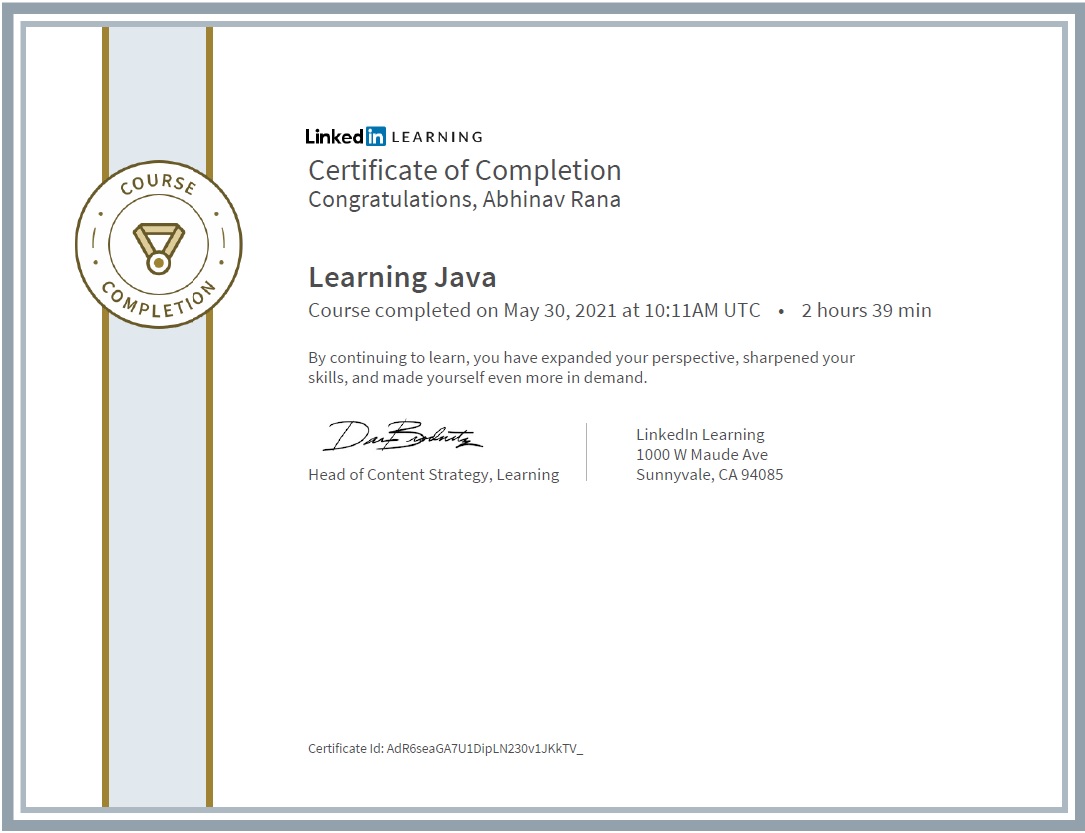 COURSE
COMPLETION
Linked in LEARNING
Certificate of Completion
Congratulations, Abhinav Rana
Learning Java
Course completed on May 30, 2021 at 10:11AM UTC • 2 hours 39 min
By continuing to learn, you have expanded your perspective, sharpened your
skills, and made yourself even more in demand.
Head of Content Strategy, Learning
LinkedIn Learning
1000 W Maude Ave
Sunnyvale, CA 94085
Certificate Id: AdR6seaGA7U1DipLN230v1JKkTV_